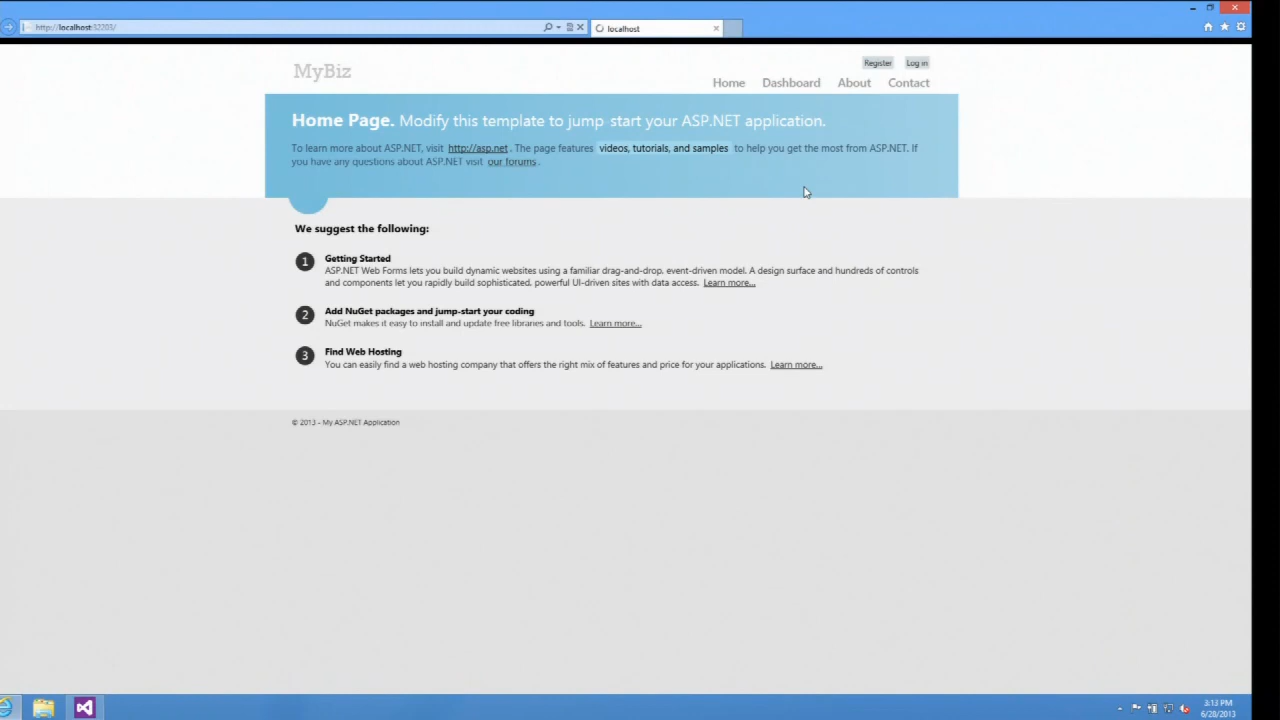 http://localhost:32203/
localhost
Register Log in
MyBiz
Home Dashboard About Contact
Home Page. Modify this template to jump-start your ASP.NET application.
To learn more about ASP.NET, visit http://asp.net. The page features videos, tutorials, and samples to help you get the most from ASP.NET. If
you have any questions about ASP.NET visit our forums.
We suggest the following:
1 Getting Started
ASP.NET Web Forms lets you build dynamic websites using a familiar drag-and-drop, event-driven model. A design surface and hundreds of controls
and components let you rapidly build sophisticated, powerful UI-driven sites with data access. Learn more...
2 Add NuGet packages and jump-start your coding
NuGet makes it easy to install and update free libraries and tools. Learn more...
3 Find Web Hosting
You can easily find a web hosting company that offers the right mix of features and price for your applications. Learn more...
© 2013 - My ASP.NET Application
3:13 PM
6/28/2013